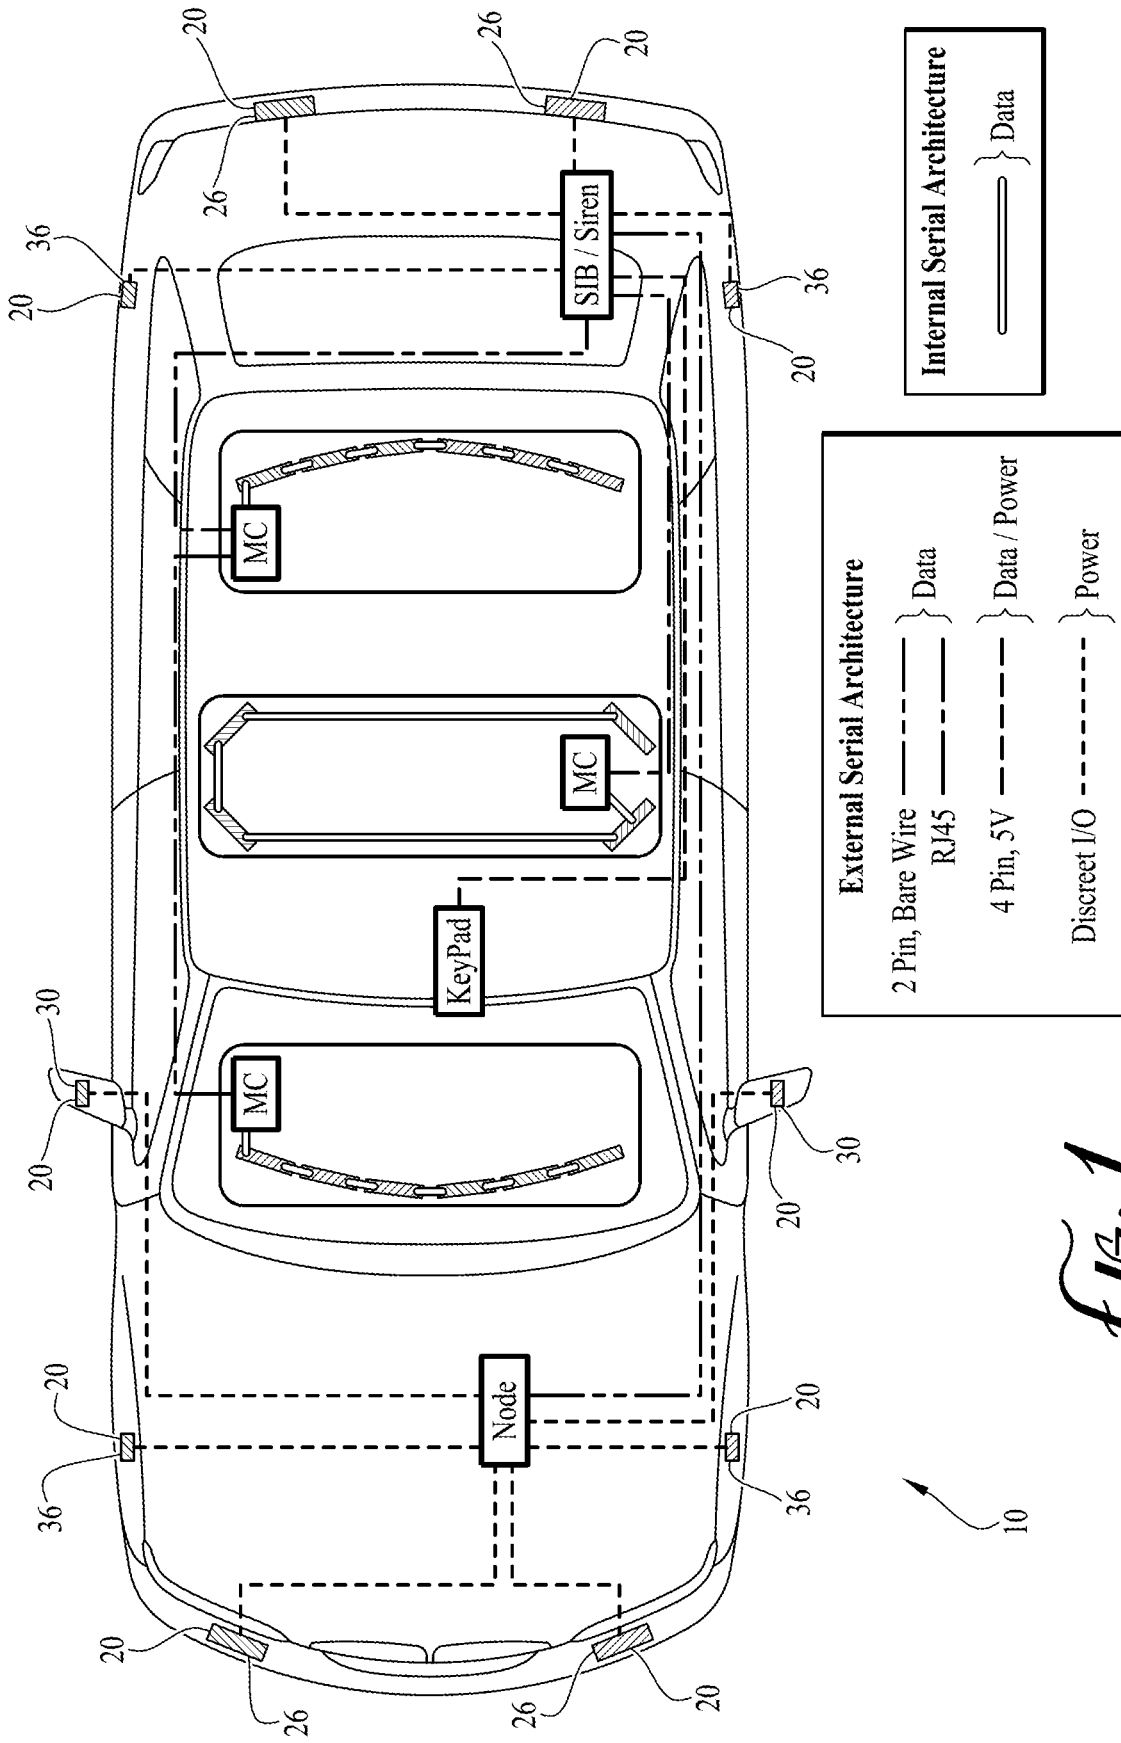 20
36
20
20
30
20
36
20
26
26
MC
MC
KeyPad
Node
MC
SIB / Siren
26
20
26
20
20
36
20
30
20
36
10
External Serial Architecture
2 Pin, Bare Wire
RJ45
Data
4 Pin, 5V
Data / Power
Discreet I/O
Power
Internal Serial Architecture
Data
Fig. 1